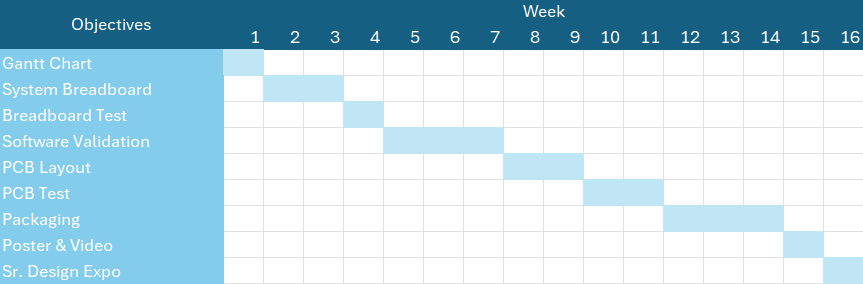 Week
Objectives
1 2 3 4 5 6 7 8 9 10 11 12 13 14 15 16
Gantt Chart
System Breadboard
Breadboard Test
Software Validation
PCB Layout
PCB Test
Packaging
Poster & Video
Sr. Design Expo